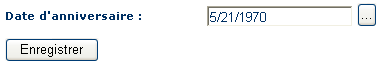 Date d'anniversaire : 5/21/1970 ...
Enregistrer